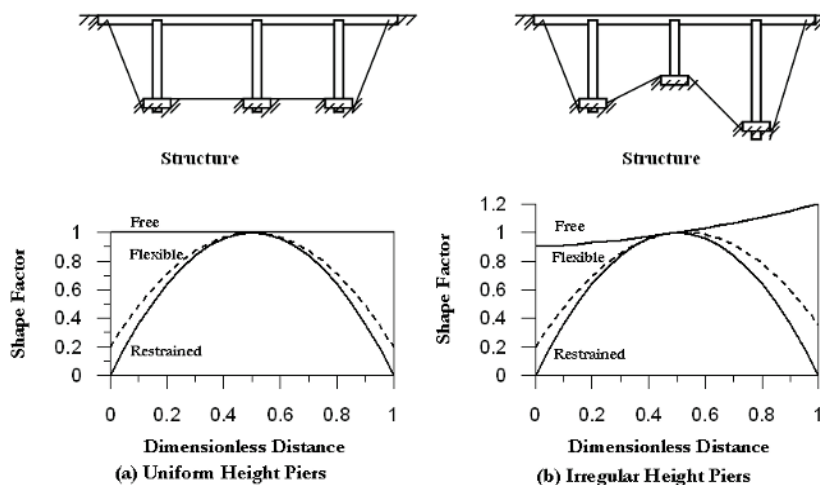 Structure
Structure
Shape Factor
1
0.8
0.6
0.4
0.2
0
Free
Flexible
Restrained
0 0.2 0.4 0.6 0.8 1
Dimensionless Distance
(a) Uniform Height Piers
Shape Factor
1.2
1
0.8
0.6
0.4
0.2
0
Free
Flexible
Restrained
0 0.2 0.4 0.6 0.8 1
Dimensionless Distance
(b) Irregular Height Piers